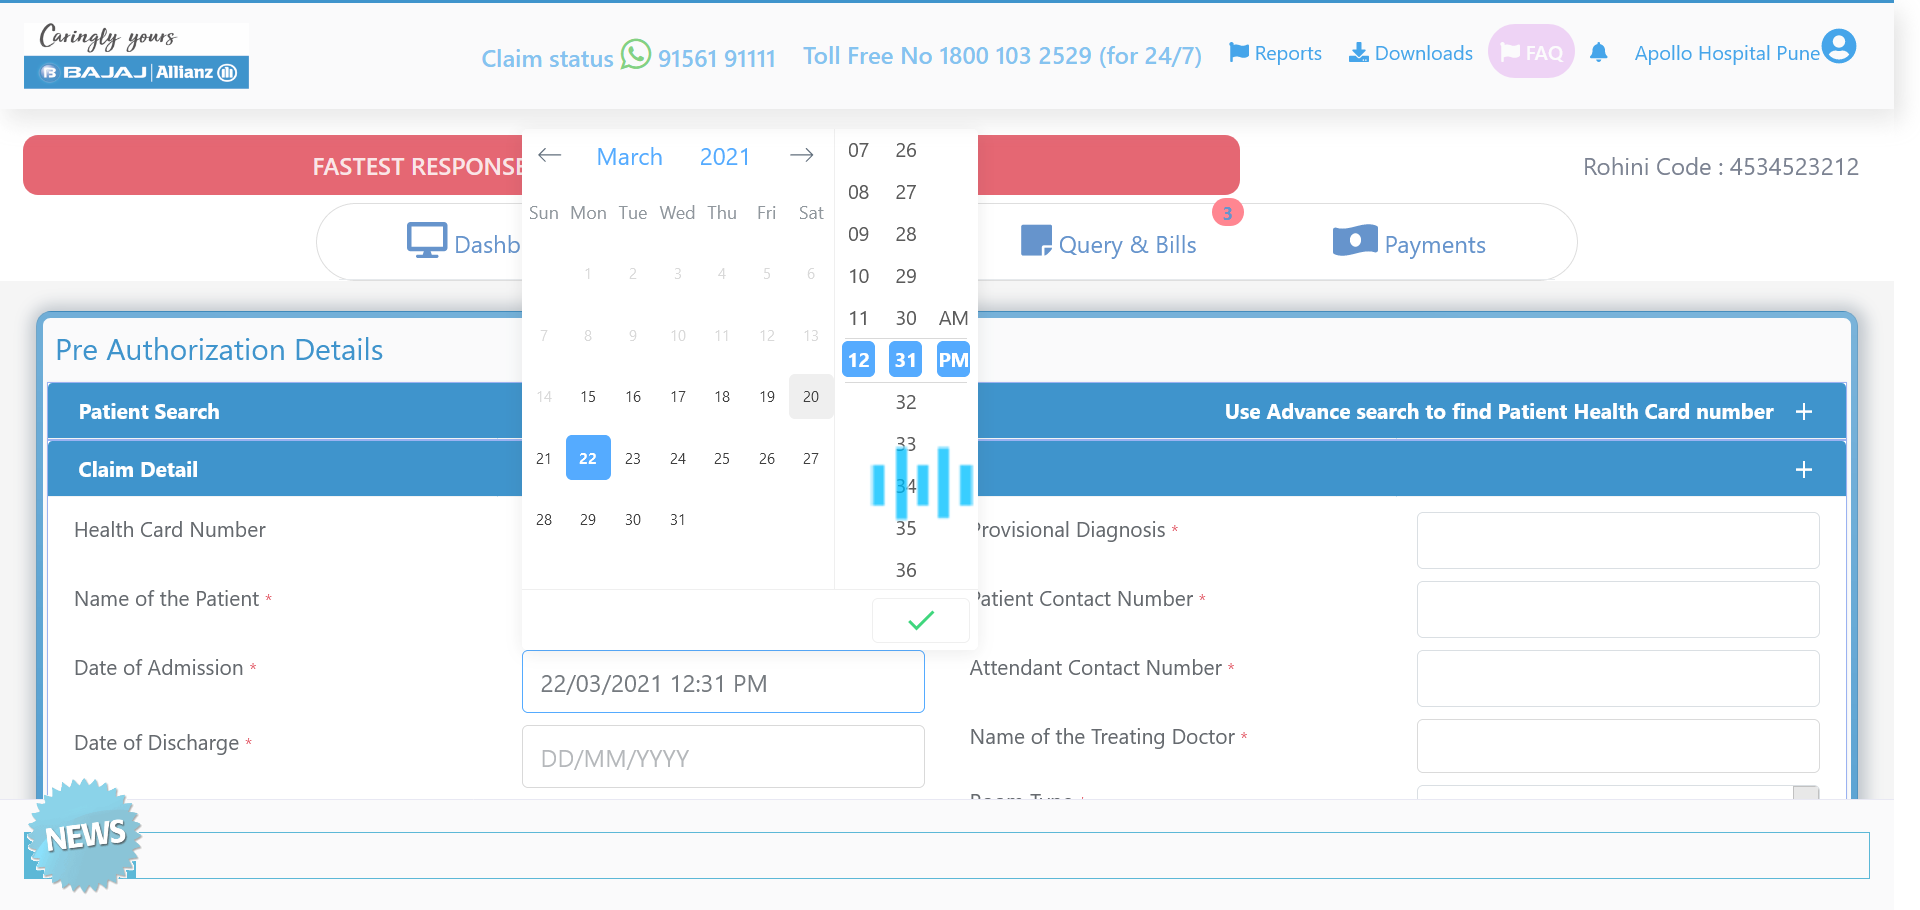 Caringly yours
BAJAJ | Allianz
Claim status 91561 91111
Toll Free No 1800 103 2529 (for 24/7)
Reports
Downloads
FAQ
Apollo Hospital Pune
FASTEST RESPONSE
Rohini Code : 4534523212
Dashb
Query & Bills
3
Payments
March 2021
Sun Mon Tue Wed Thu Fri Sat
1 2 3 4 5 6
7 8 9 10 11 12 13
14 15 16 17 18 19 20
21 22 23 24 25 26 27
28 29 30 31
07 26
08 27
09 28
10 29
11 30 AM
12 31 PM
32
33
34
35
36
Pre Authorization Details
Patient Search
Use Advance search to find Patient Health Card number +
Claim Detail +
Health Card Number
Provisional Diagnosis *
Name of the Patient *
Patient Contact Number *
Date of Admission *
22/03/2021 12:31 PM
Attendant Contact Number *
Date of Discharge *
DD/MM/YYYY
Name of the Treating Doctor *
Room Type *
NEWS